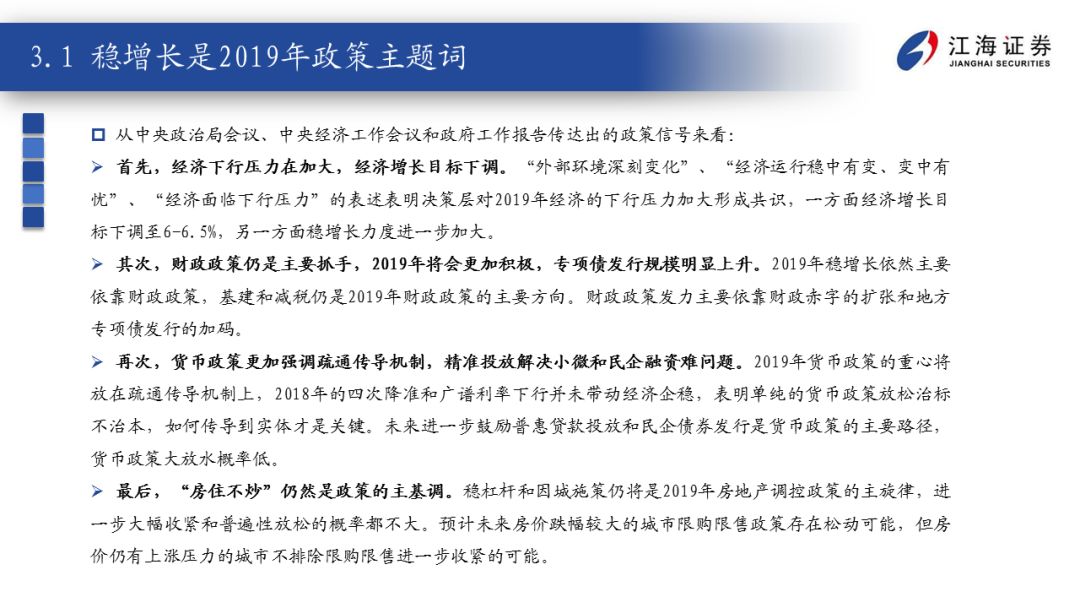 3.1 稳增长是2019年政策主题词
江海证券
JIANGHAI SECURITIES
从中央政治局会议、中央经济工作会议和政府工作报告传达出的政策信号来看：
首先，经济下行压力在加大，经济增长目标下调。“外部环境深刻变化”、“经济运行稳中有变、变中有
忧”、“经济面临下行压力”的表述表明决策层对2019年经济的下行压力加大形成共识，一方面经济增长目
标下调至6-6.5%，另一方面稳增长力度进一步加大。
其次，财政政策仍是主要抓手，2019年将会更加积极，专项债发行规模明显上升。2019年稳增长依然主要
依靠财政政策，基建和减税仍是2019年财政政策的主要方向。财政政策发力主要依靠财政赤字的扩张和地方
专项债发行的加码。
再次，货币政策更加强调疏通传导机制，精准投放解决小微和民企融资难问题。2019年货币政策的重心将
放在疏通传导机制上，2018年的四次降准和广谱利率下行并未带动经济企稳，表明单纯的货币政策放松治标
不治本，如何传导到实体才是关键。未来进一步鼓励普惠贷款投放和民企债券发行是货币政策的主要路径，
货币政策大放水概率低。
最后，“房住不炒”仍然是政策的主基调。稳杠杆和因城施策仍将是2019年房地产调控政策的主旋律，进
一步大幅收紧和普遍性放松的概率都不大。预计未来房价跌幅较大的城市限购限售政策存在松动可能，但房
价仍有上涨压力的城市不排除限购限售进一步收紧的可能。